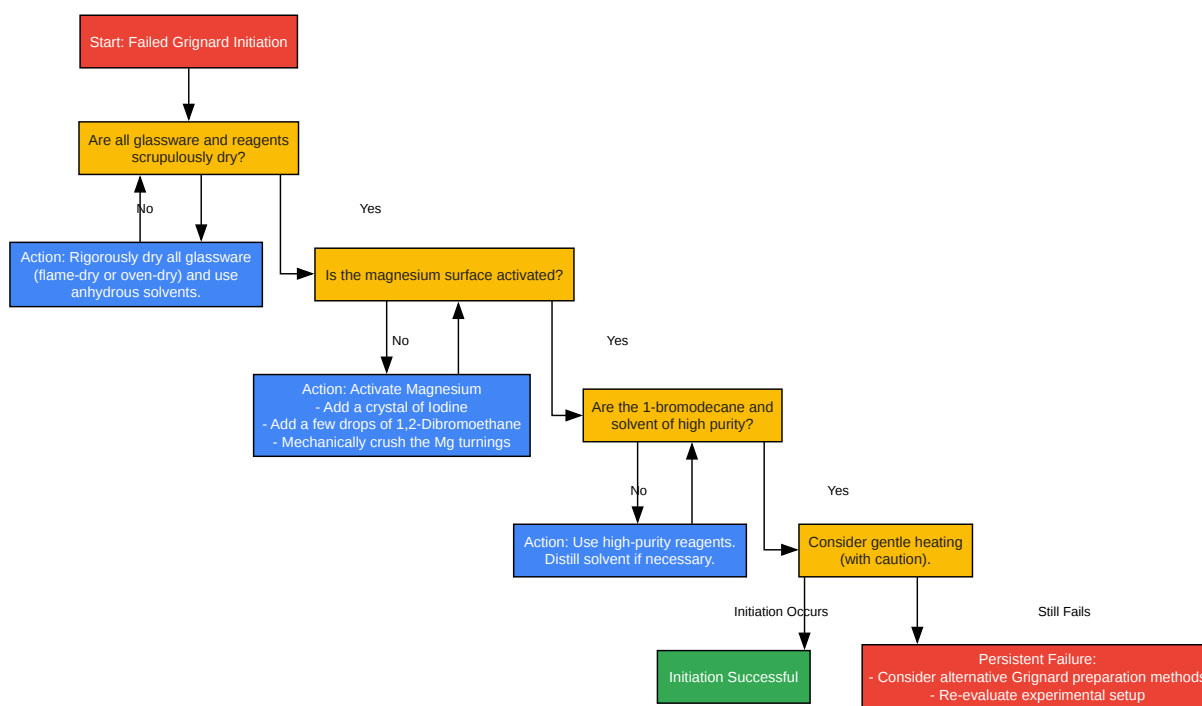 Start: Failed Grignard Initiation
Are all glassware and reagents
scrupulously dry?
No
Yes
Action: Rigorously dry all glassware
(flame-dry or oven-dry) and use
anhydrous solvents.
Is the magnesium surface activated?
No
Yes
Action: Activate Magnesium
- Add a crystal of Iodine
- Add a few drops of 1,2-Dibromoethane
- Mechanically crush the Mg turnings
Are the 1-bromodecane and
solvent of high purity?
No
Yes
Action: Use high-purity reagents.
Distill solvent if necessary.
Consider gentle heating
(with caution).
Initiation Occurs
Still Fails
Initiation Successful
Persistent Failure:
- Consider alternative Grignard preparation methods
- Re-evaluate experimental setup